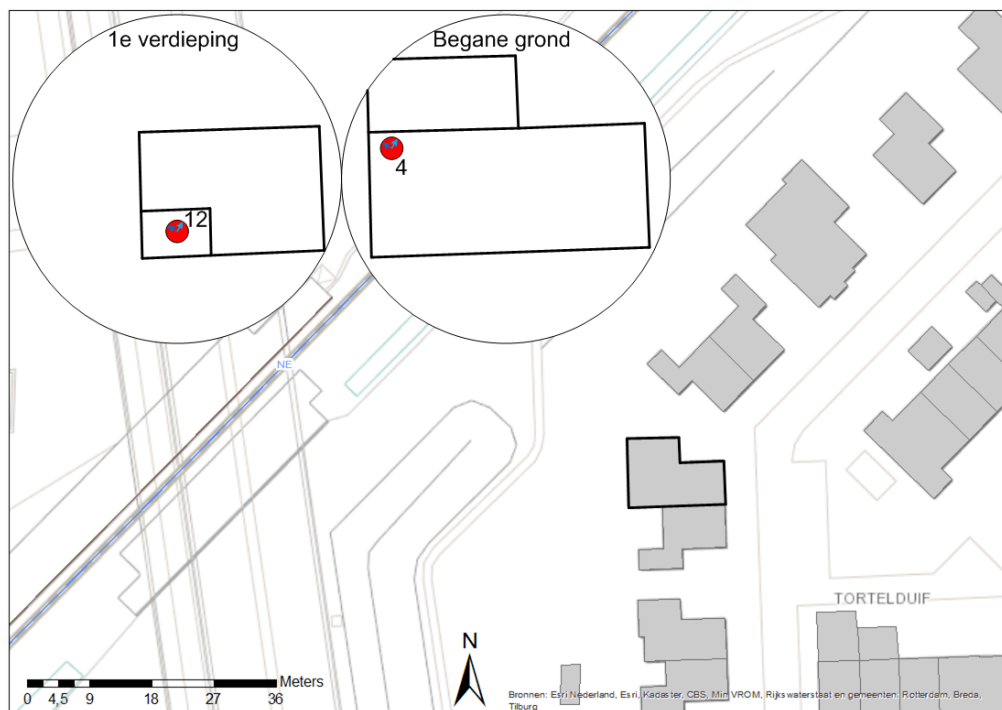 1e verdieping
Begane grond
4
12
NE
TORTELDUIF
N
Meters
0 4,5 9 18 27 36
Bronnen: Esri Nederland, Esri, Kadaster, CBS, Min VROM, Rijkswaterstaat en gemeenten: Rotterdam, Breda,
Tilburg